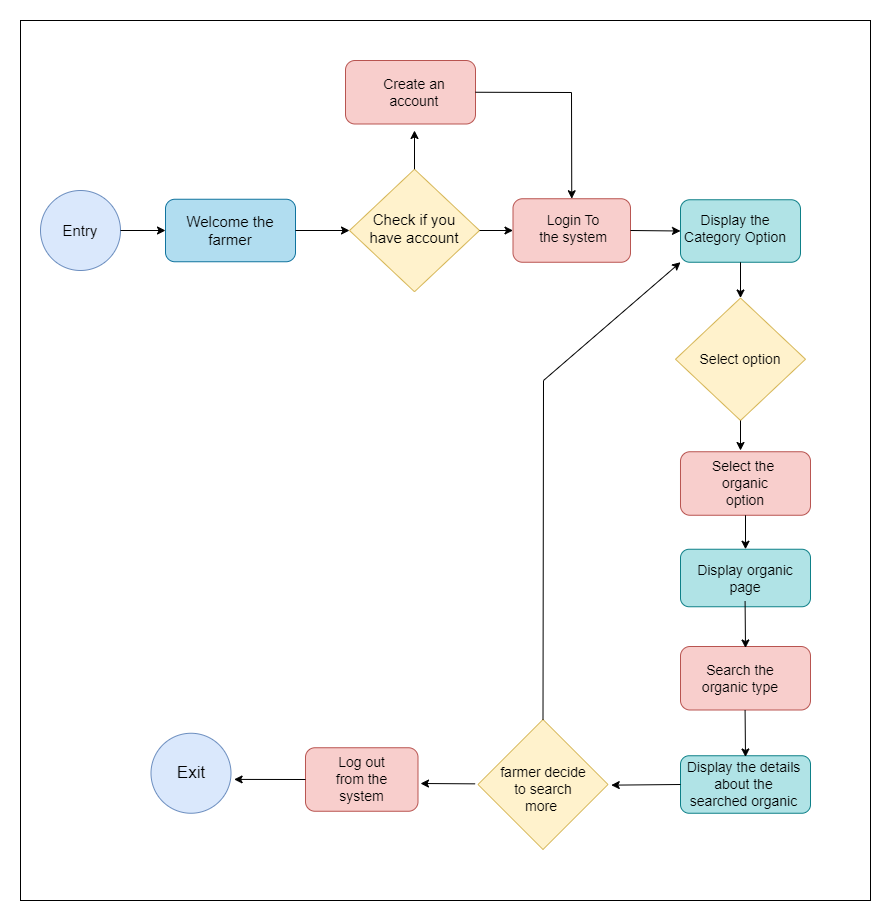 Create an
account
Entry
Welcome the
farmer
Check if you
have account
Login To
the system
Display the
Category Option
Select option
Select the
organic
option
Display organic
page
Search the
organic type
Display the details
about the
searched organic
farmer decide
to search
more
Log out
from the
system
Exit